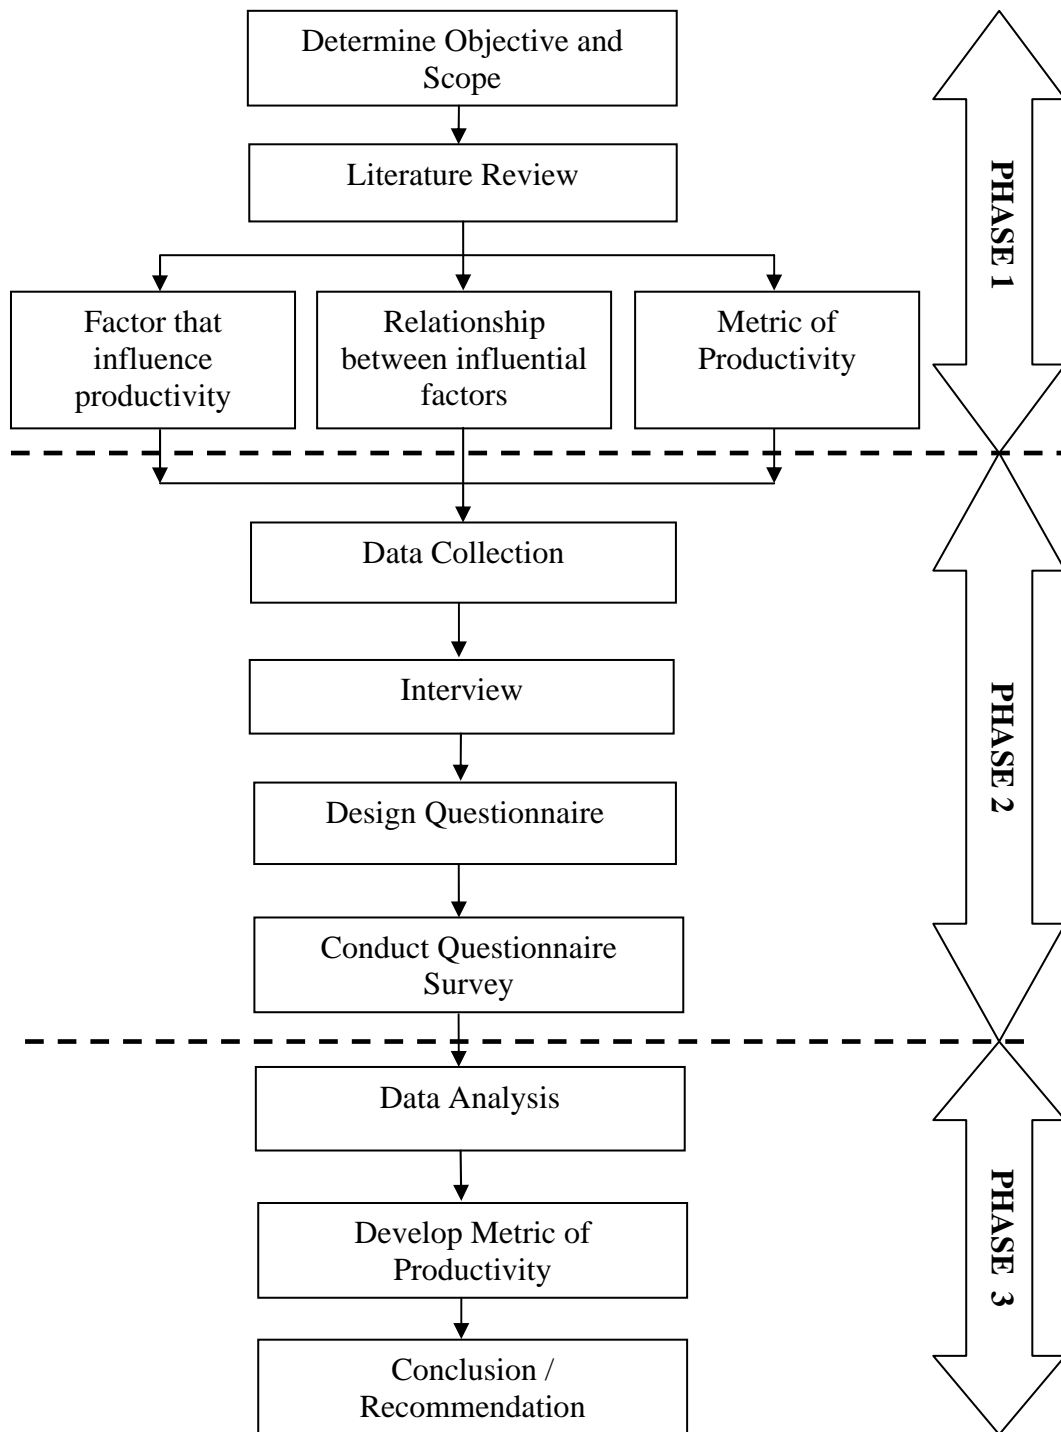 Determine Objective and
Scope
Literature Review
Factor that
influence
productivity
Relationship
between influential
factors
Metric of
Productivity
PHASE 1
Data Collection
Interview
Design Questionnaire
Conduct Questionnaire
Survey
PHASE 2
Data Analysis
Develop Metric of
Productivity
Conclusion /
Recommendation
PHASE 3